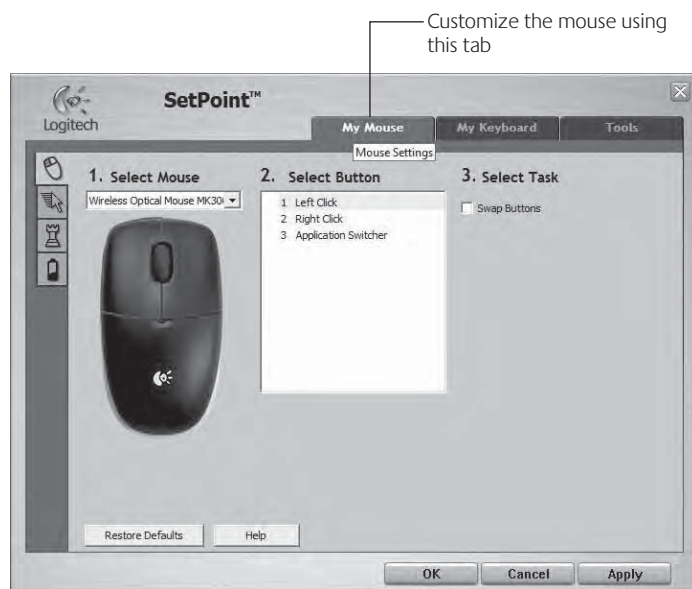 Customize the mouse using
this tab
SetPoint™
Logitech
My Mouse
My Keyboard
Tools
Mouse Settings
1. Select Mouse
Wireless Optical Mouse MK30
2. Select Button
1 Left Click
2 Right Click
3 Application Switcher
3. Select Task
Swap Buttons
Restore Defaults
Help
OK
Cancel
Apply